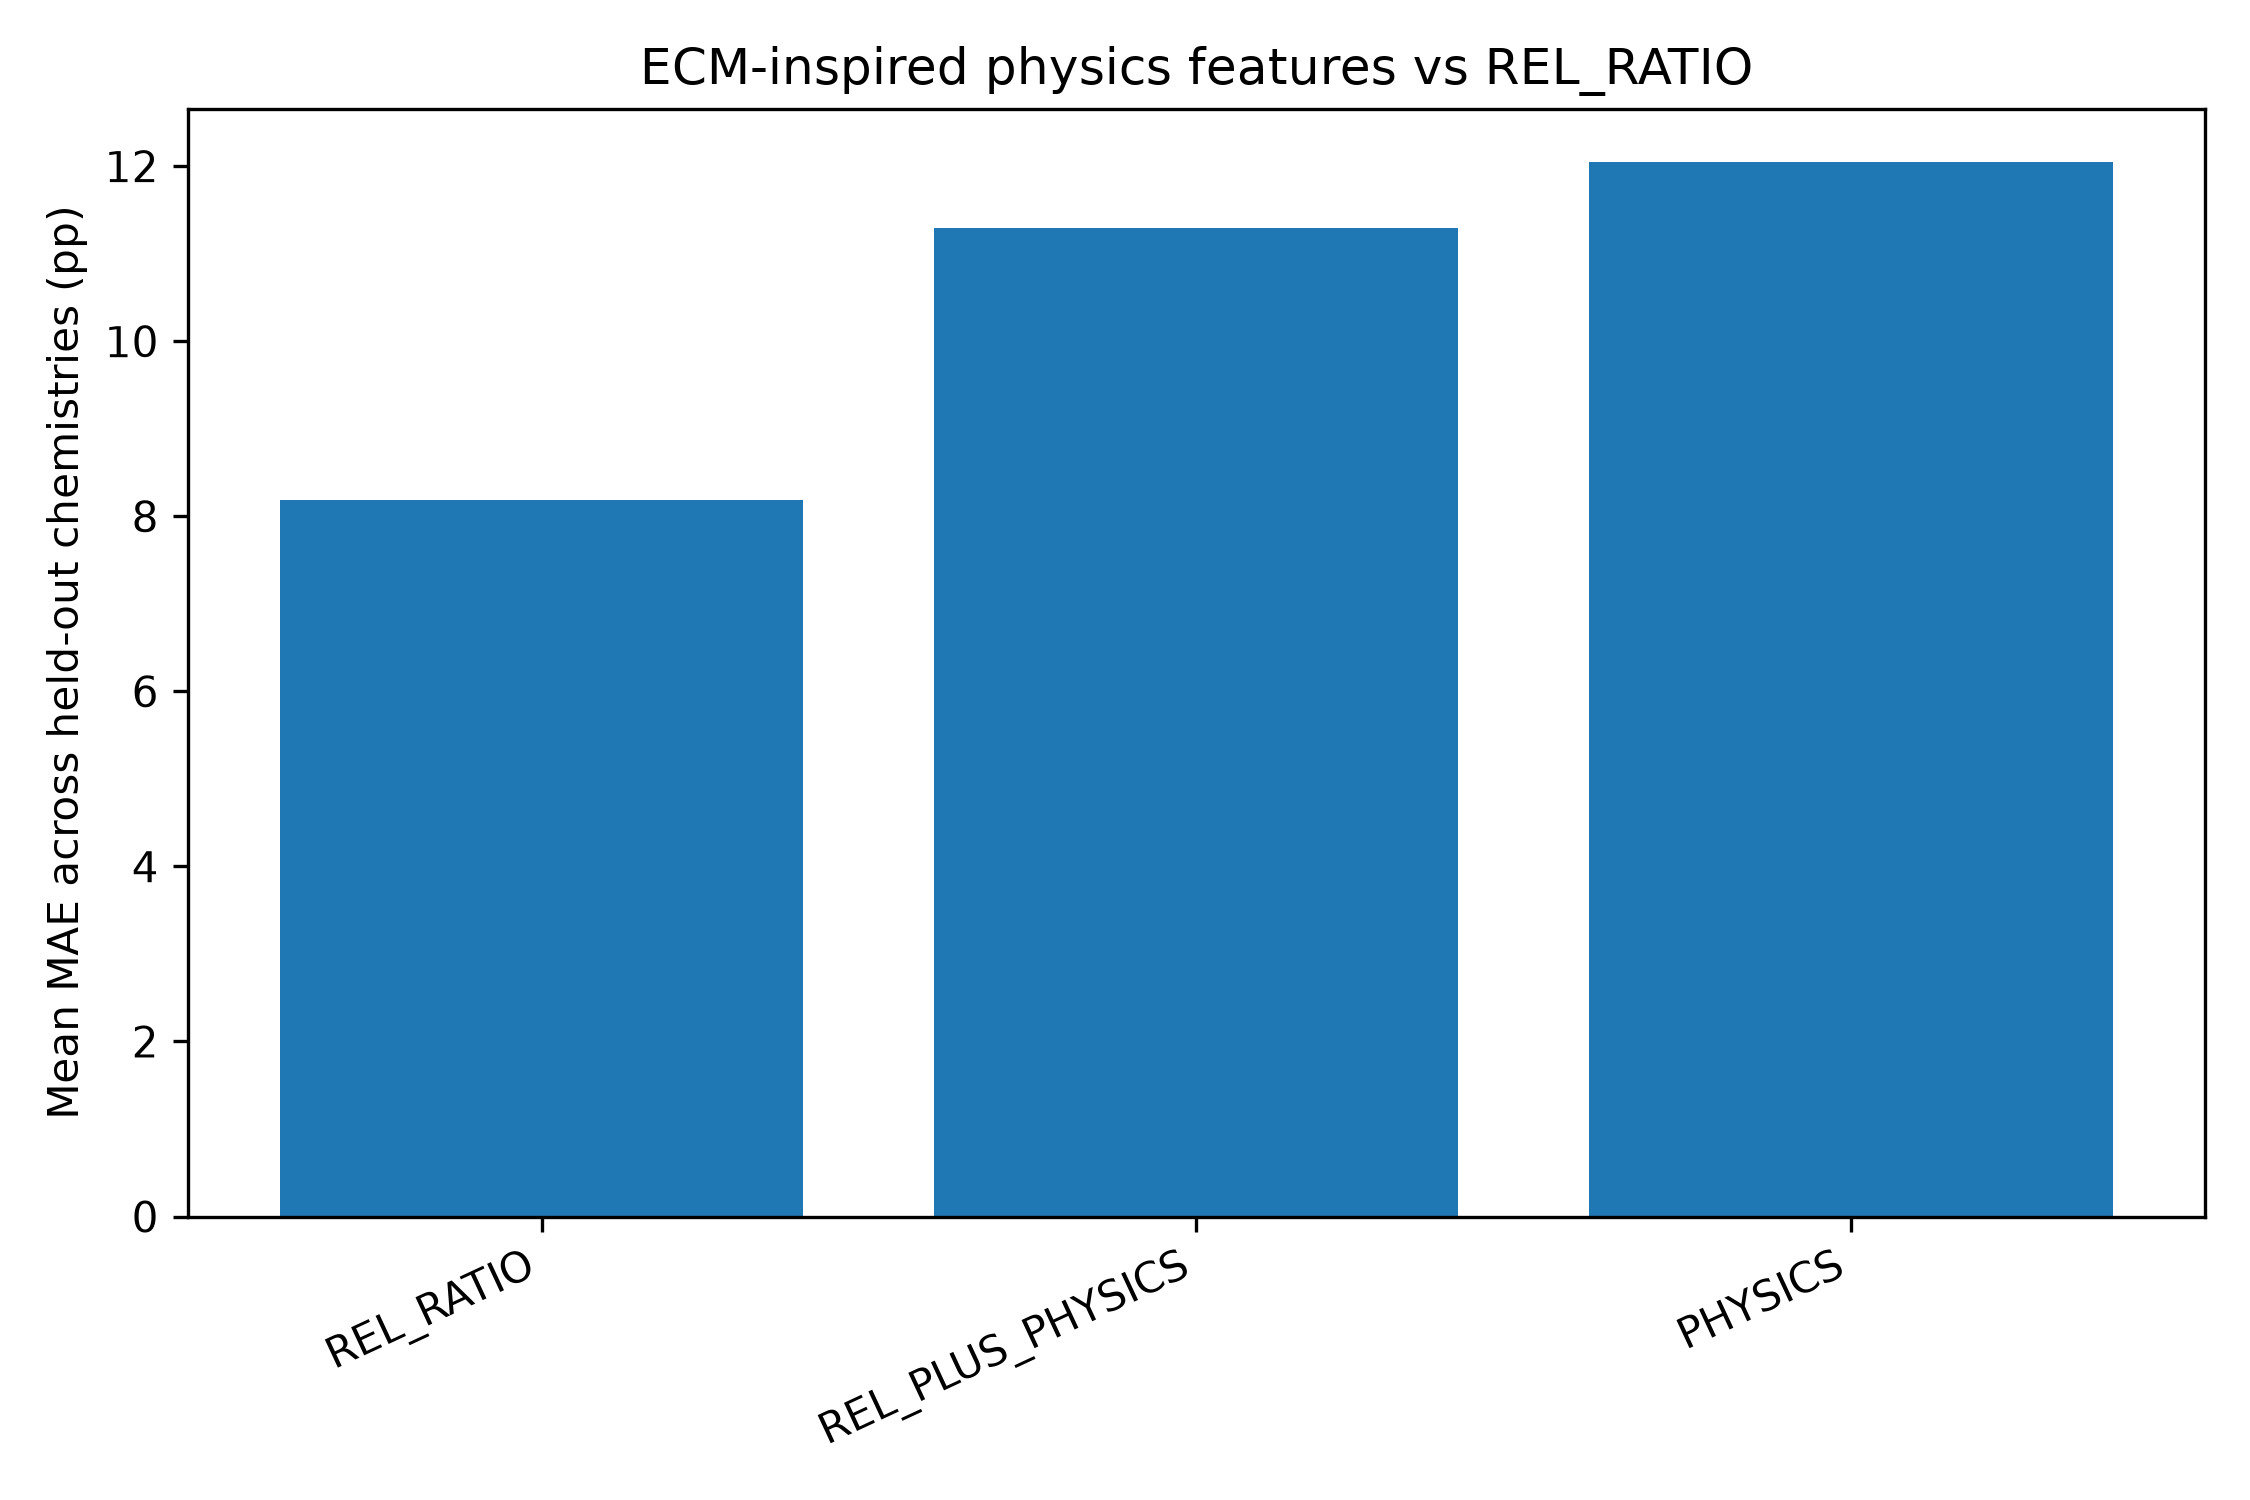 ECM-inspired physics features vs REL_RATIO
Mean MAE across held-out chemistries (pp)
12
10
8
6
4
2
0
REL_RATIO
REL_PLUS_PHYSICS
PHYSICS